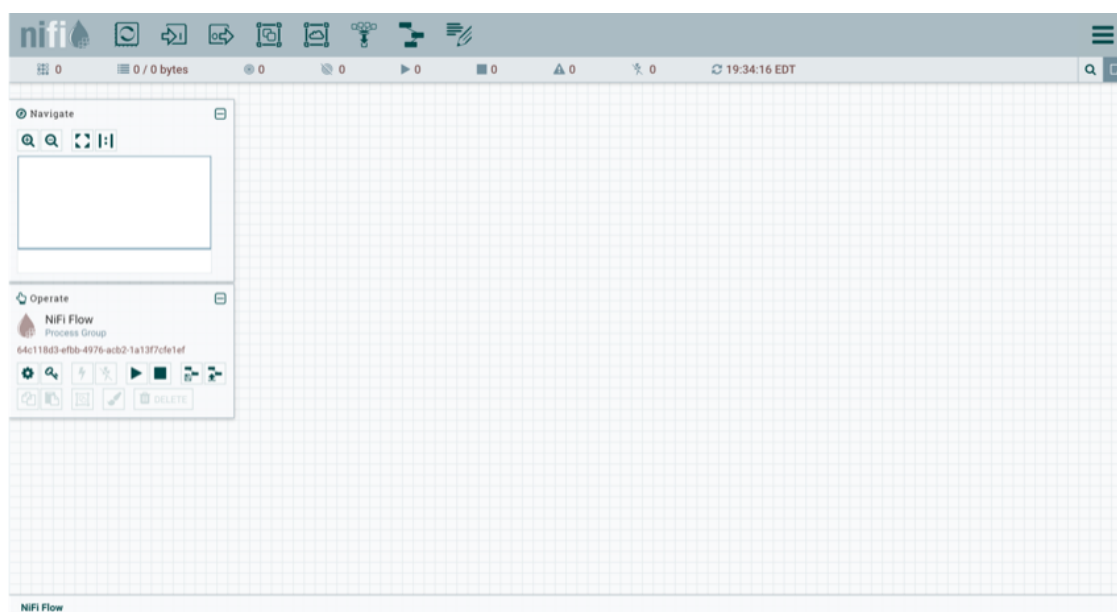 nifi
0 0 / 0 bytes 0 0 0 0 0 0 19:34:16 EDT
Navigate
Operate
NiFi Flow
Process Group
64c118d3-efbb-4976-acb2-1a13f7cfe1ef
DELETE
NiFi Flow